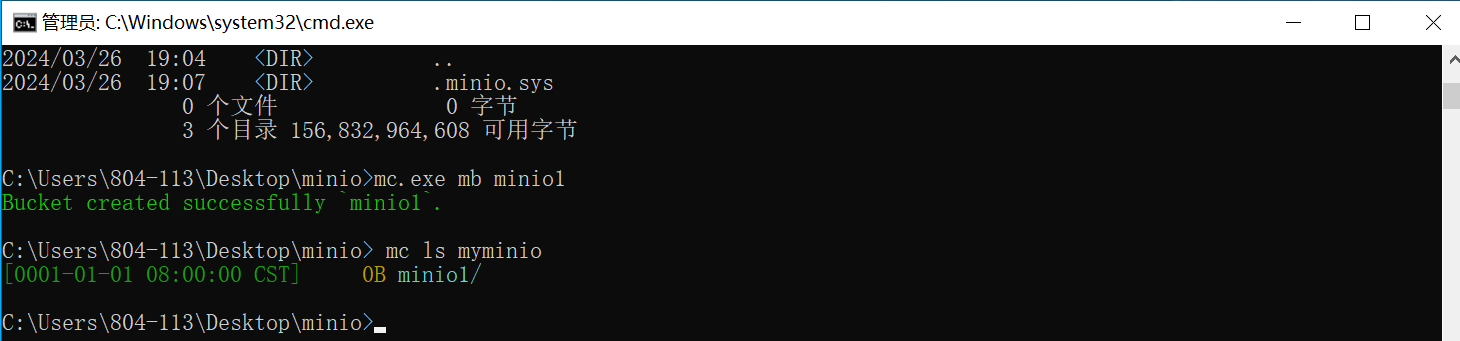 管理员: C:\Windows\system32\cmd.exe
2024/03/26  19:04    <DIR>          ..
2024/03/26  19:07    <DIR>          .minio.sys
               0 个文件              0 字节
               3 个目录 156,832,964,608 可用字节
C:\Users\804-113\Desktop\minio>mc.exe mb minio1
Bucket created successfully `minio1`.
C:\Users\804-113\Desktop\minio> mc ls myminio
[0001-01-01 08:00:00 CST]     0B minio1/
C:\Users\804-113\Desktop\minio>